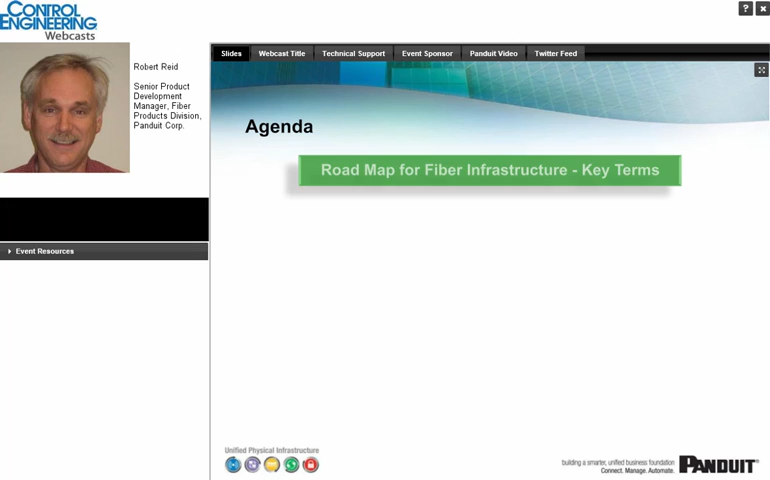 CONTROL
ENGINEERING
Webcasts
?
Robert Reid
Senior Product
Development
Manager, Fiber
Products Division,
Panduit Corp.
Event Resources
Slides
Webcast Title
Technical Support
Event Sponsor
Panduit Video
Twitter Feed
Agenda
Road Map for Fiber Infrastructure - Key Terms
Unified Physical Infrastructure
building a smarter, unified business foundation
Connect. Manage. Automate.
PANDUIT